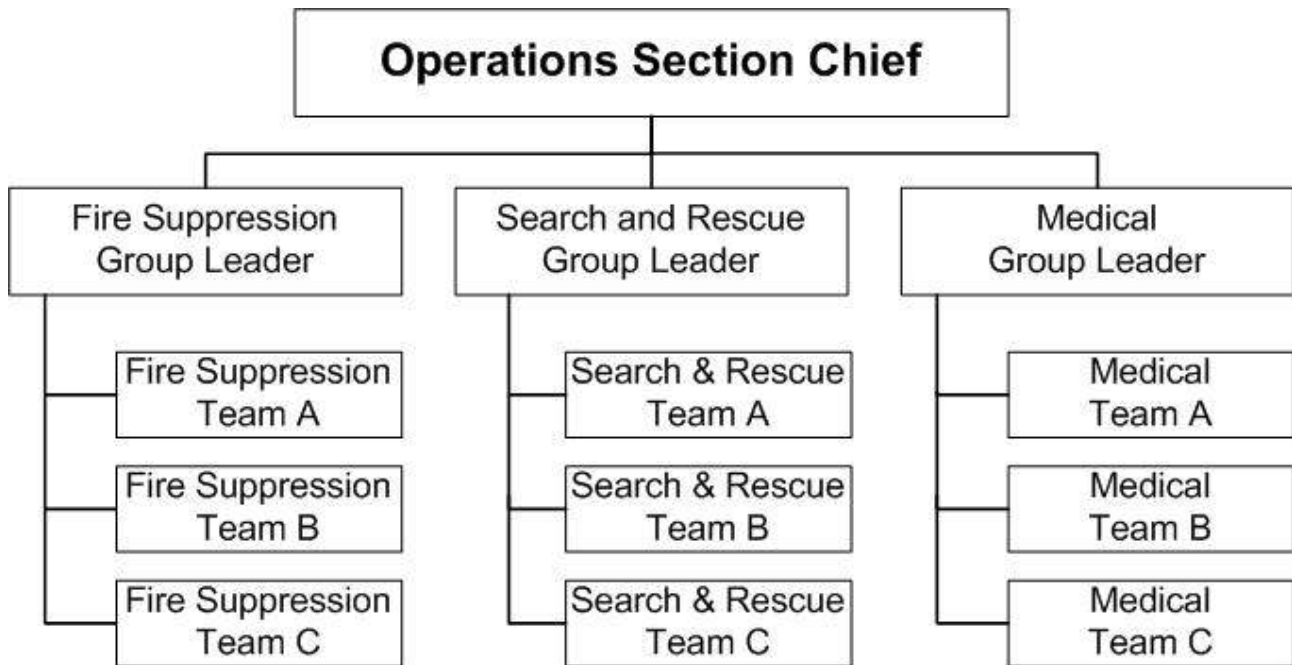 Operations Section Chief
Fire Suppression
Group Leader
Search and Rescue
Group Leader
Medical
Group Leader
Fire Suppression
Team A
Fire Suppression
Team B
Fire Suppression
Team C
Search & Rescue
Team A
Search & Rescue
Team B
Search & Rescue
Team C
Medical
Team A
Medical
Team B
Medical
Team C